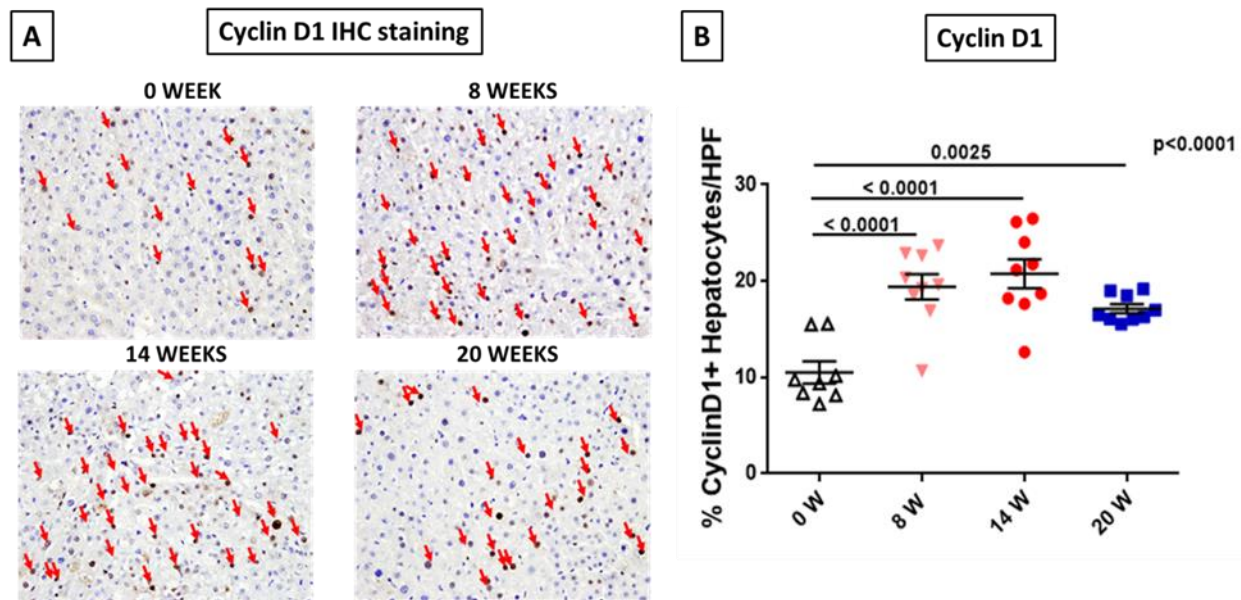 A
Cyclin D1 IHC staining
0 WEEK
8 WEEKS
14 WEEKS
20 WEEKS
B
Cyclin D1
p<0.0001
0.0025
< 0.0001
< 0.0001
% CyclinD1+ Hepatocytes/HPF
30
20
10
0
0 W
8 W
14 W
20 W